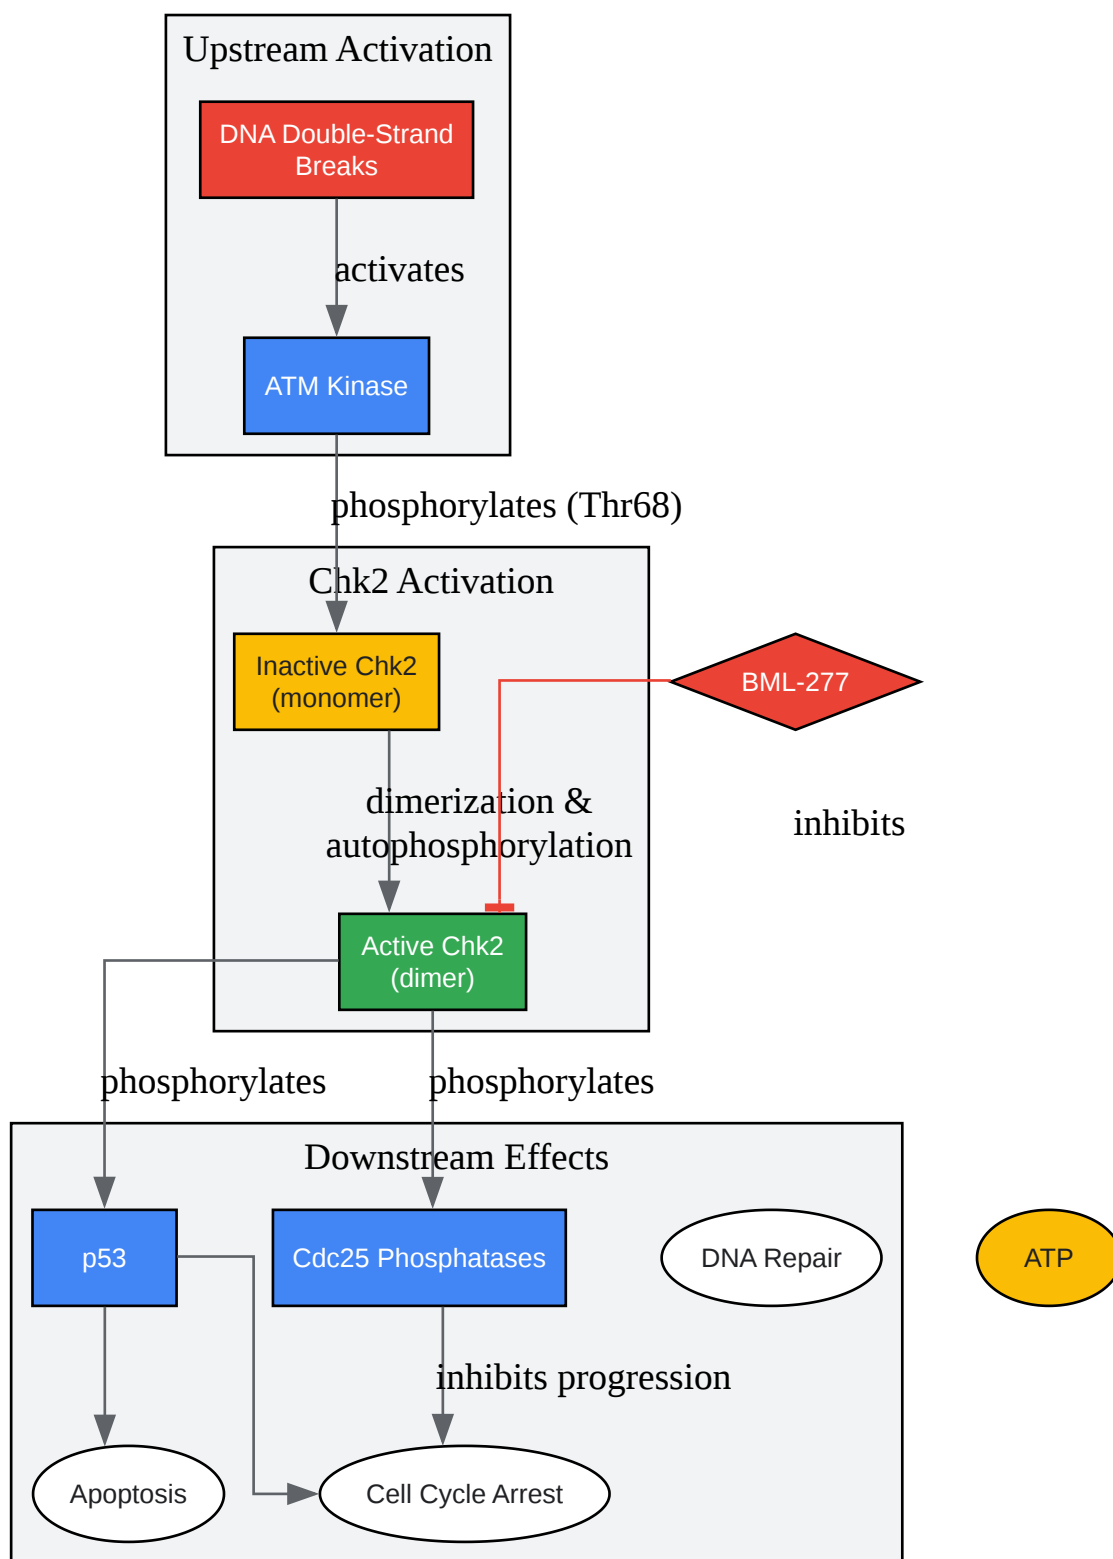 Upstream Activation
DNA Double-Strand
Breaks
activates
ATM Kinase
phosphorylates (Thr68)
Chk2 Activation
Inactive Chk2
(monomer)
BML-277
dimerization &
autophosphorylation
inhibits
Active Chk2
(dimer)
phosphorylates
phosphorylates
Downstream Effects
p53
Cdc25 Phosphatases
DNA Repair
ATP
inhibits progression
Apoptosis
Cell Cycle Arrest